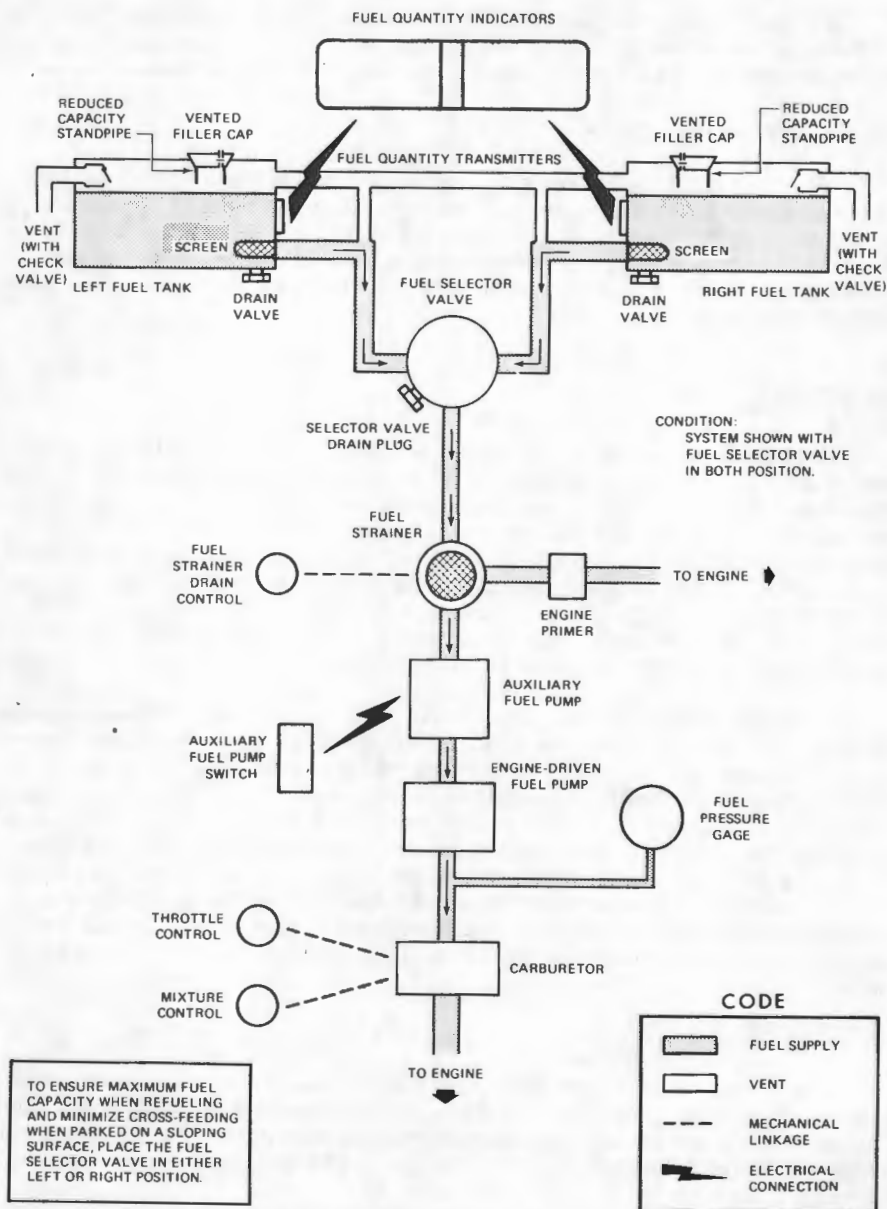 FUEL QUANTITY INDICATORS
REDUCED
CAPACITY
STANDPIPE
VENTED
FILLER CAP
FUEL QUANTITY TRANSMITTERS
VENTED
FILLER CAP
REDUCED
CAPACITY
STANDPIPE
VENT
(WITH
CHECK
VALVE)
SCREEN
LEFT FUEL TANK
DRAIN
VALVE
FUEL SELECTOR
VALVE
SCREEN
DRAIN
VALVE
RIGHT FUEL TANK
VENT
(WITH
CHECK
VALVE)
SELECTOR VALVE
DRAIN PLUG
CONDITION:
SYSTEM SHOWN WITH
FUEL SELECTOR VALVE
IN BOTH POSITION.
FUEL
STRAINER
FUEL
STRAINER
DRAIN
CONTROL
ENGINE
PRIMER
TO ENGINE
AUXILIARY
FUEL PUMP
AUXILIARY
FUEL PUMP
SWITCH
ENGINE-DRIVEN
FUEL PUMP
FUEL
PRESSURE
GAGE
THROTTLE
CONTROL
CARBURETOR
MIXTURE
CONTROL
TO ENGINE
TO ENSURE MAXIMUM FUEL
CAPACITY WHEN REFUELING
AND MINIMIZE CROSS-FEEDING
WHEN PARKED ON A SLOPING
SURFACE, PLACE THE FUEL
SELECTOR VALVE IN EITHER
LEFT OR RIGHT POSITION.
CODE
FUEL SUPPLY
VENT
MECHANICAL
LINKAGE
ELECTRICAL
CONNECTION